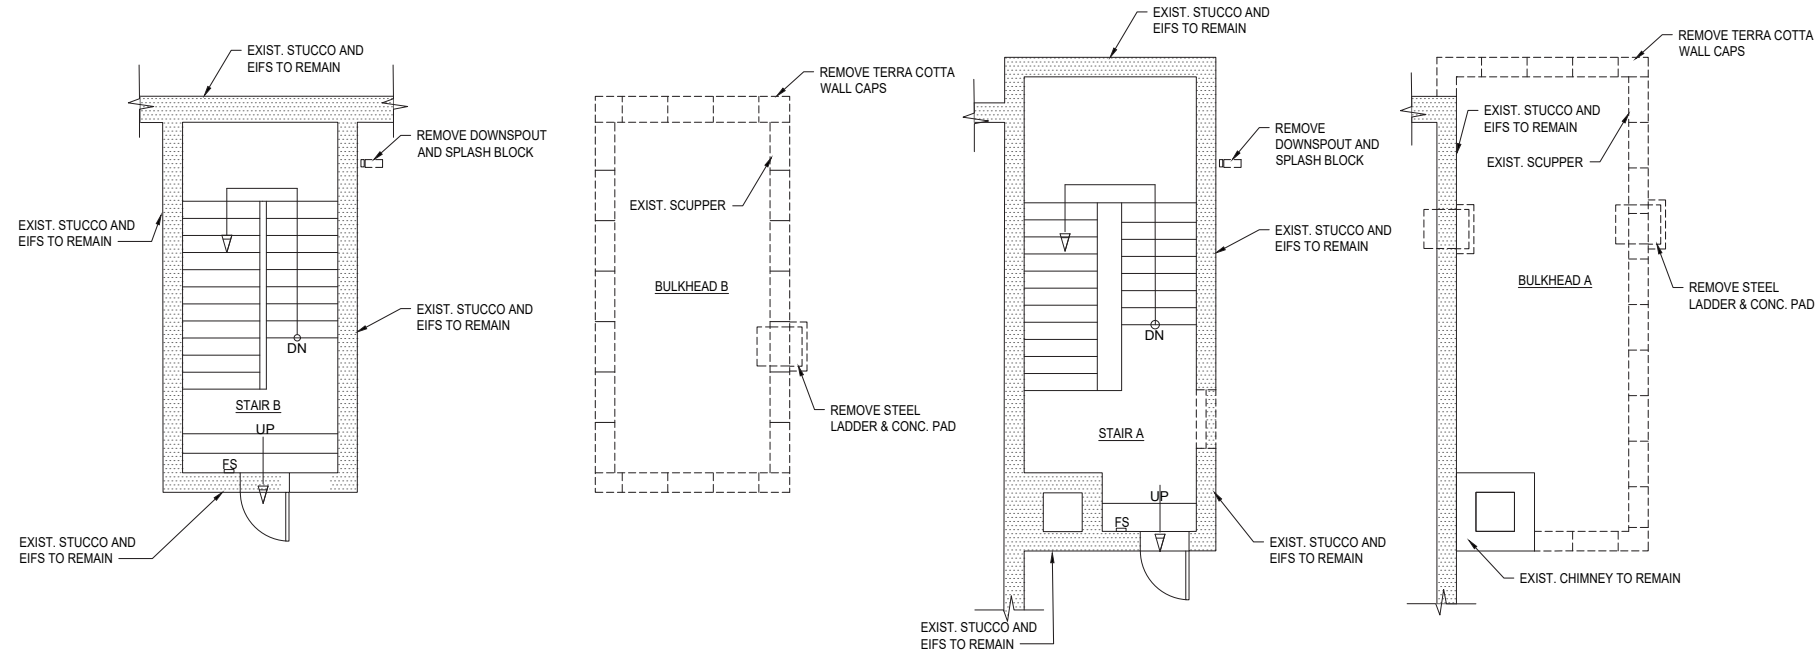 EXIST. STUCCO AND
EIFS TO REMAIN
REMOVE DOWNSPOUT
AND SPLASH BLOCK
EXIST. STUCCO AND
EIFS TO REMAIN
EXIST. STUCCO AND
EIFS TO REMAIN
DN
STAIR B
UP
FS
EXIST. STUCCO AND
EIFS TO REMAIN
REMOVE TERRA COTTA
WALL CAPS
EXIST. SCUPPER
BULKHEAD B
REMOVE STEEL
LADDER & CONC. PAD
EXIST. STUCCO AND
EIFS TO REMAIN
REMOVE
DOWNSPOUT AND
SPLASH BLOCK
EXIST. STUCCO AND
EIFS TO REMAIN
DN
STAIR A
UP
FS
EXIST. STUCCO AND
EIFS TO REMAIN
EXIST. STUCCO AND
EIFS TO REMAIN
REMOVE TERRA COTTA
WALL CAPS
EXIST. STUCCO AND
EIFS TO REMAIN
EXIST. SCUPPER
BULKHEAD A
REMOVE STEEL
LADDER & CONC. PAD
EXIST. CHIMNEY TO REMAIN